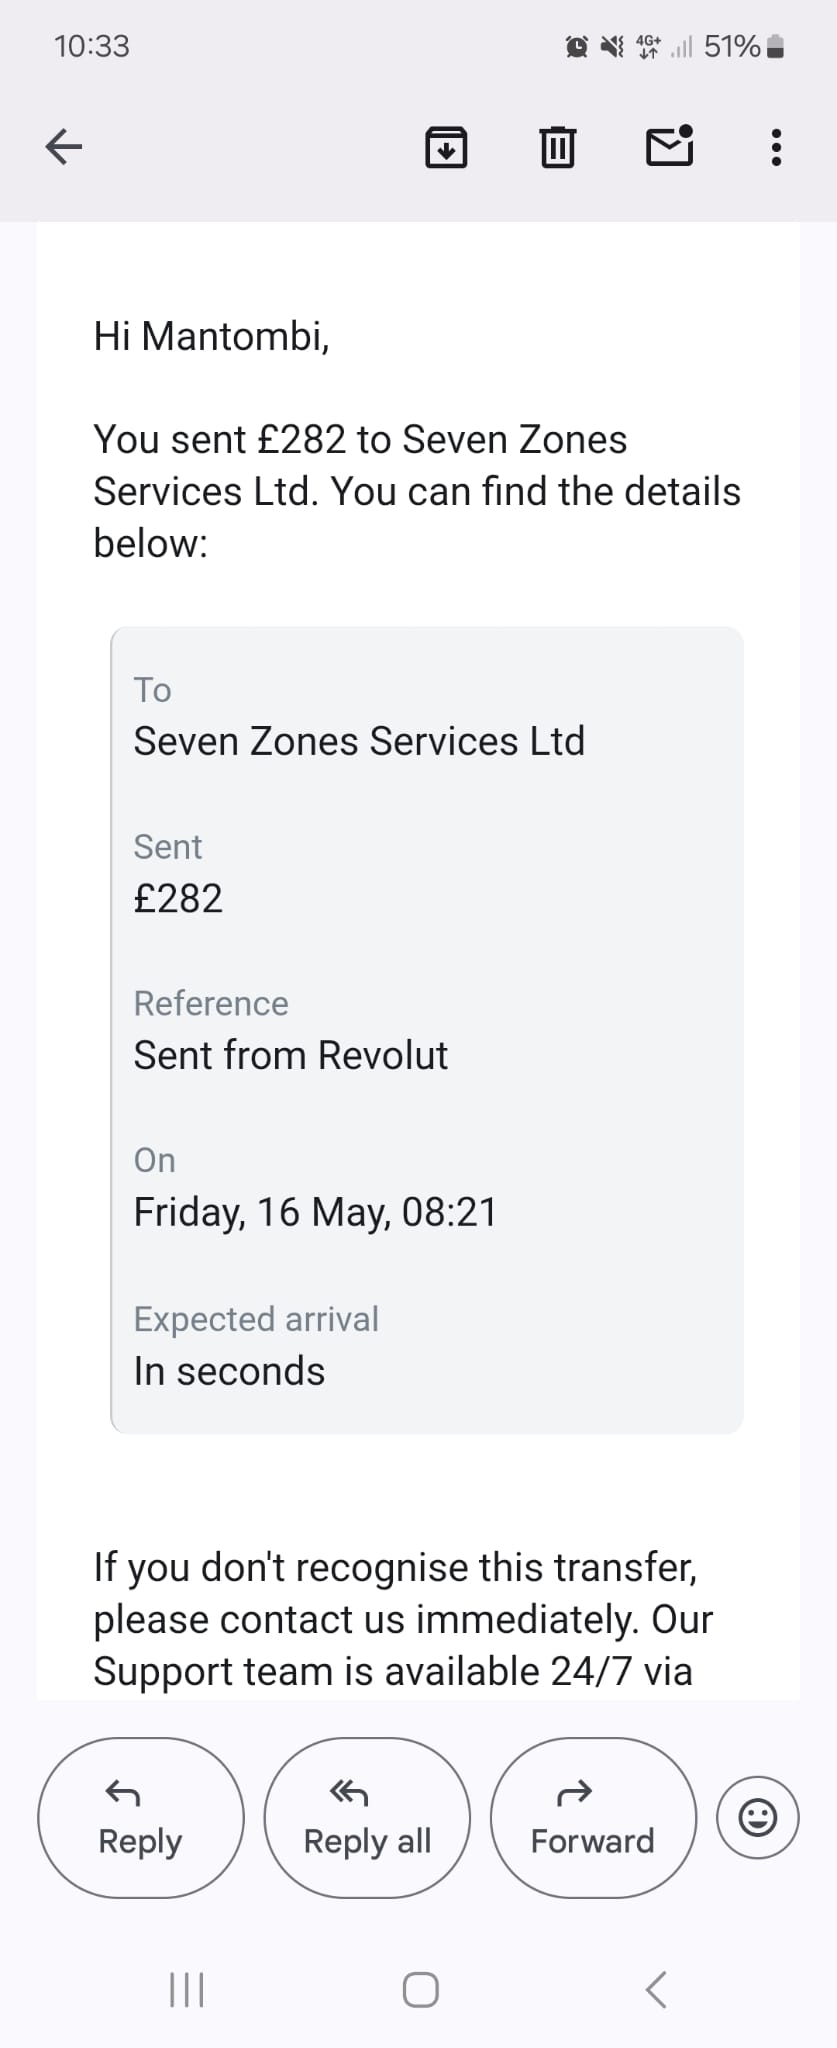 10:33
4G+ 51%
Hi Mantombi,
You sent £282 to Seven Zones
Services Ltd. You can find the details
below:
To
Seven Zones Services Ltd
Sent
£282
Reference
Sent from Revolut
On
Friday, 16 May, 08:21
Expected arrival
In seconds
If you don't recognise this transfer,
please contact us immediately. Our
Support team is available 24/7 via
Reply Reply all Forward